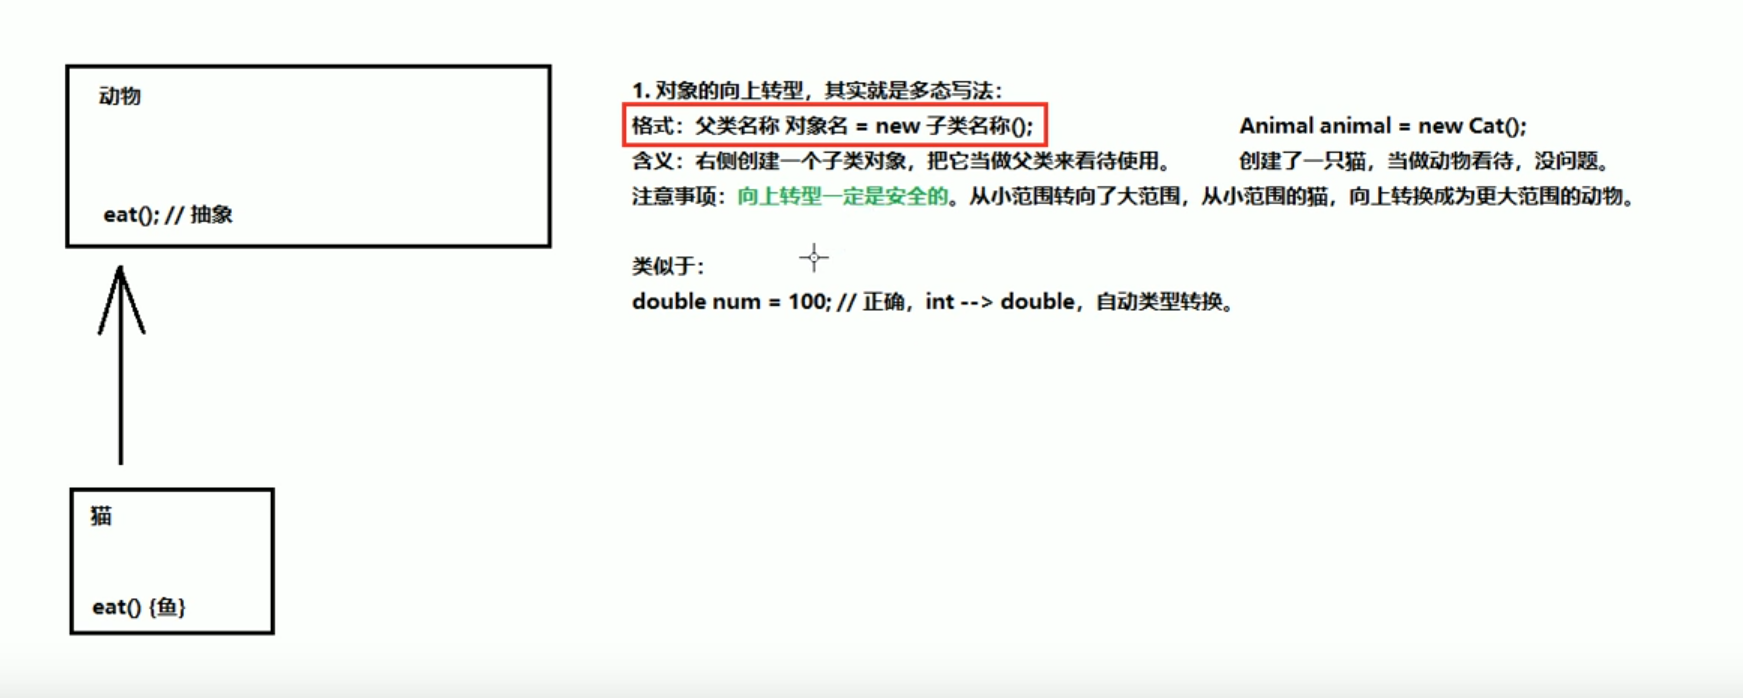 动物
eat(); // 抽象
猫
eat() {鱼}
1. 对象的向上转型，其实就是多态写法：
格式：父类名称 对象名 = new 子类名称();
Animal animal = new Cat();
含义：右侧创建一个子类对象，把它当做父类来看待使用。
创建了一只猫，当做动物看待，没问题。
注意事项：向上转型一定是安全的。从小范围转向了大范围，从小范围的猫，向上转换成为更大范围的动物。
类似于：
double num = 100; // 正确，int --> double，自动类型转换。